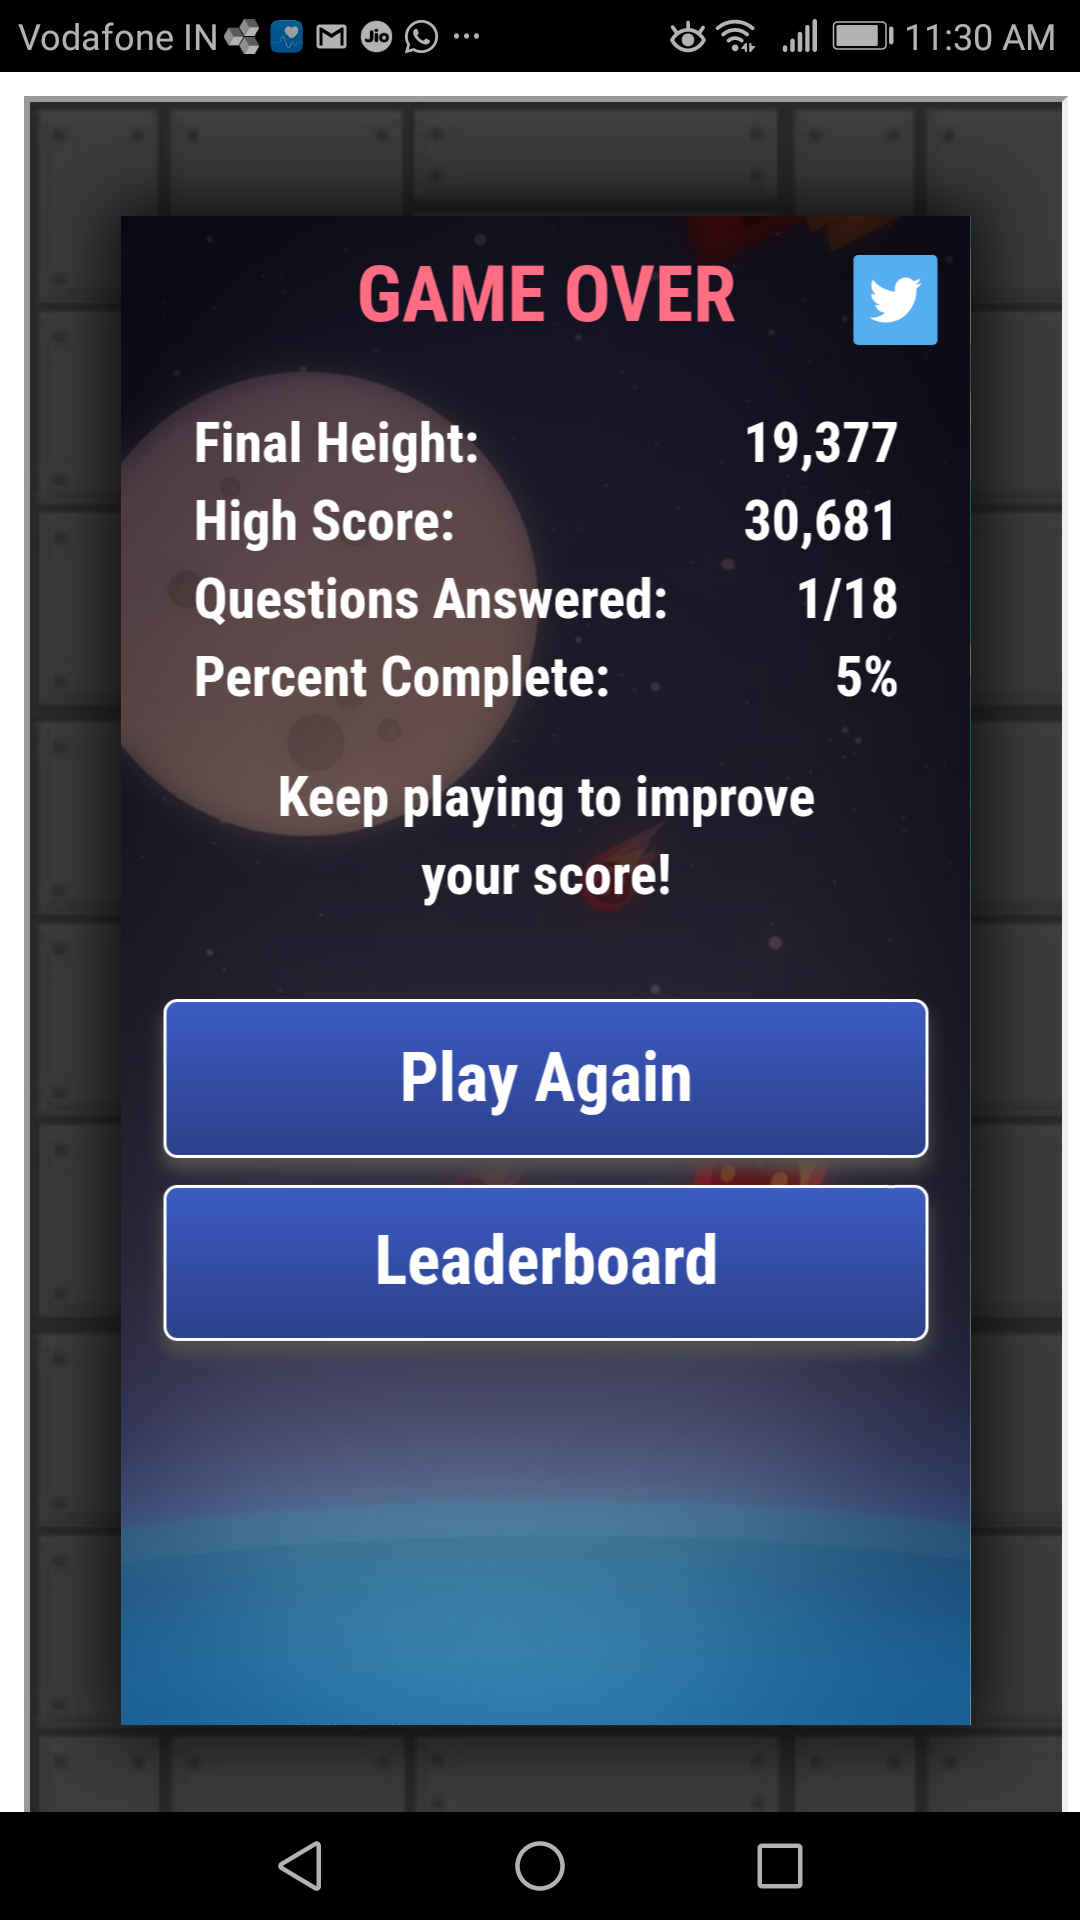 Vodafone IN Jio ... 11:30 AM
GAME OVER
Final Height: 19,377
High Score: 30,681
Questions Answered: 1/18
Percent Complete: 5%
Keep playing to improve
your score!
Play Again
Leaderboard